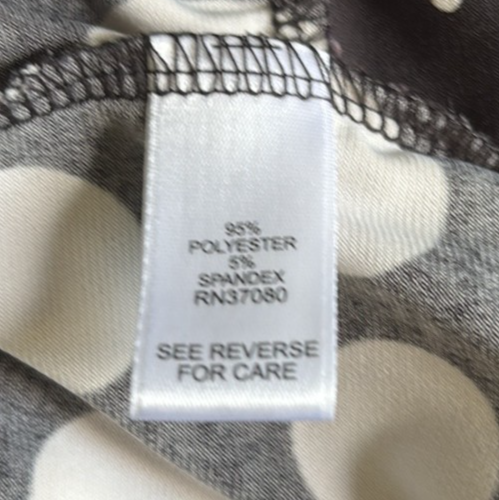 95%
POLYESTER
5%
SPANDEX
RN37080
SEE REVERSE
FOR CARE